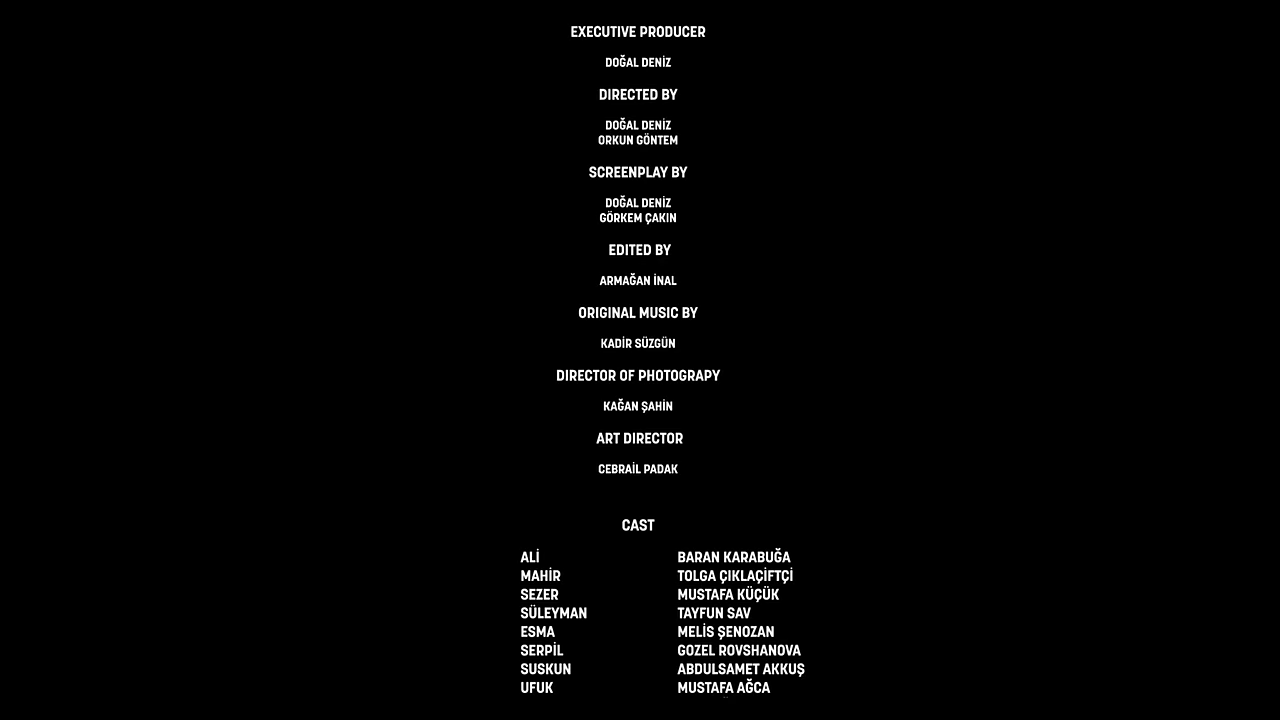 EXECUTIVE PRODUCER
DOĞAL DENİZ
DIRECTED BY
DOĞAL DENİZ
ORKUN GÖNTEM
SCREENPLAY BY
DOĞAL DENİZ
GÖRKEM ÇAKIN
EDITED BY
ARMAĞAN İNAL
ORIGINAL MUSIC BY
KADİR SÜZGÜN
DIRECTOR OF PHOTOGRAPY
KAĞAN ŞAHİN
ART DIRECTOR
CEBRAİL PADAK
CAST
ALİ BARAN KARABUĞA
MAHİR TOLGA ÇIKLAÇİFTÇİ
SEZER MUSTAFA KÜÇÜK
SÜLEYMAN TAYFUN SAV
ESMA MELİS ŞENOZAN
SERPİL GOZEL ROVSHANOVA
SUSKUN ABDULSAMET AKKUŞ
UFUK MUSTAFA AĞCA